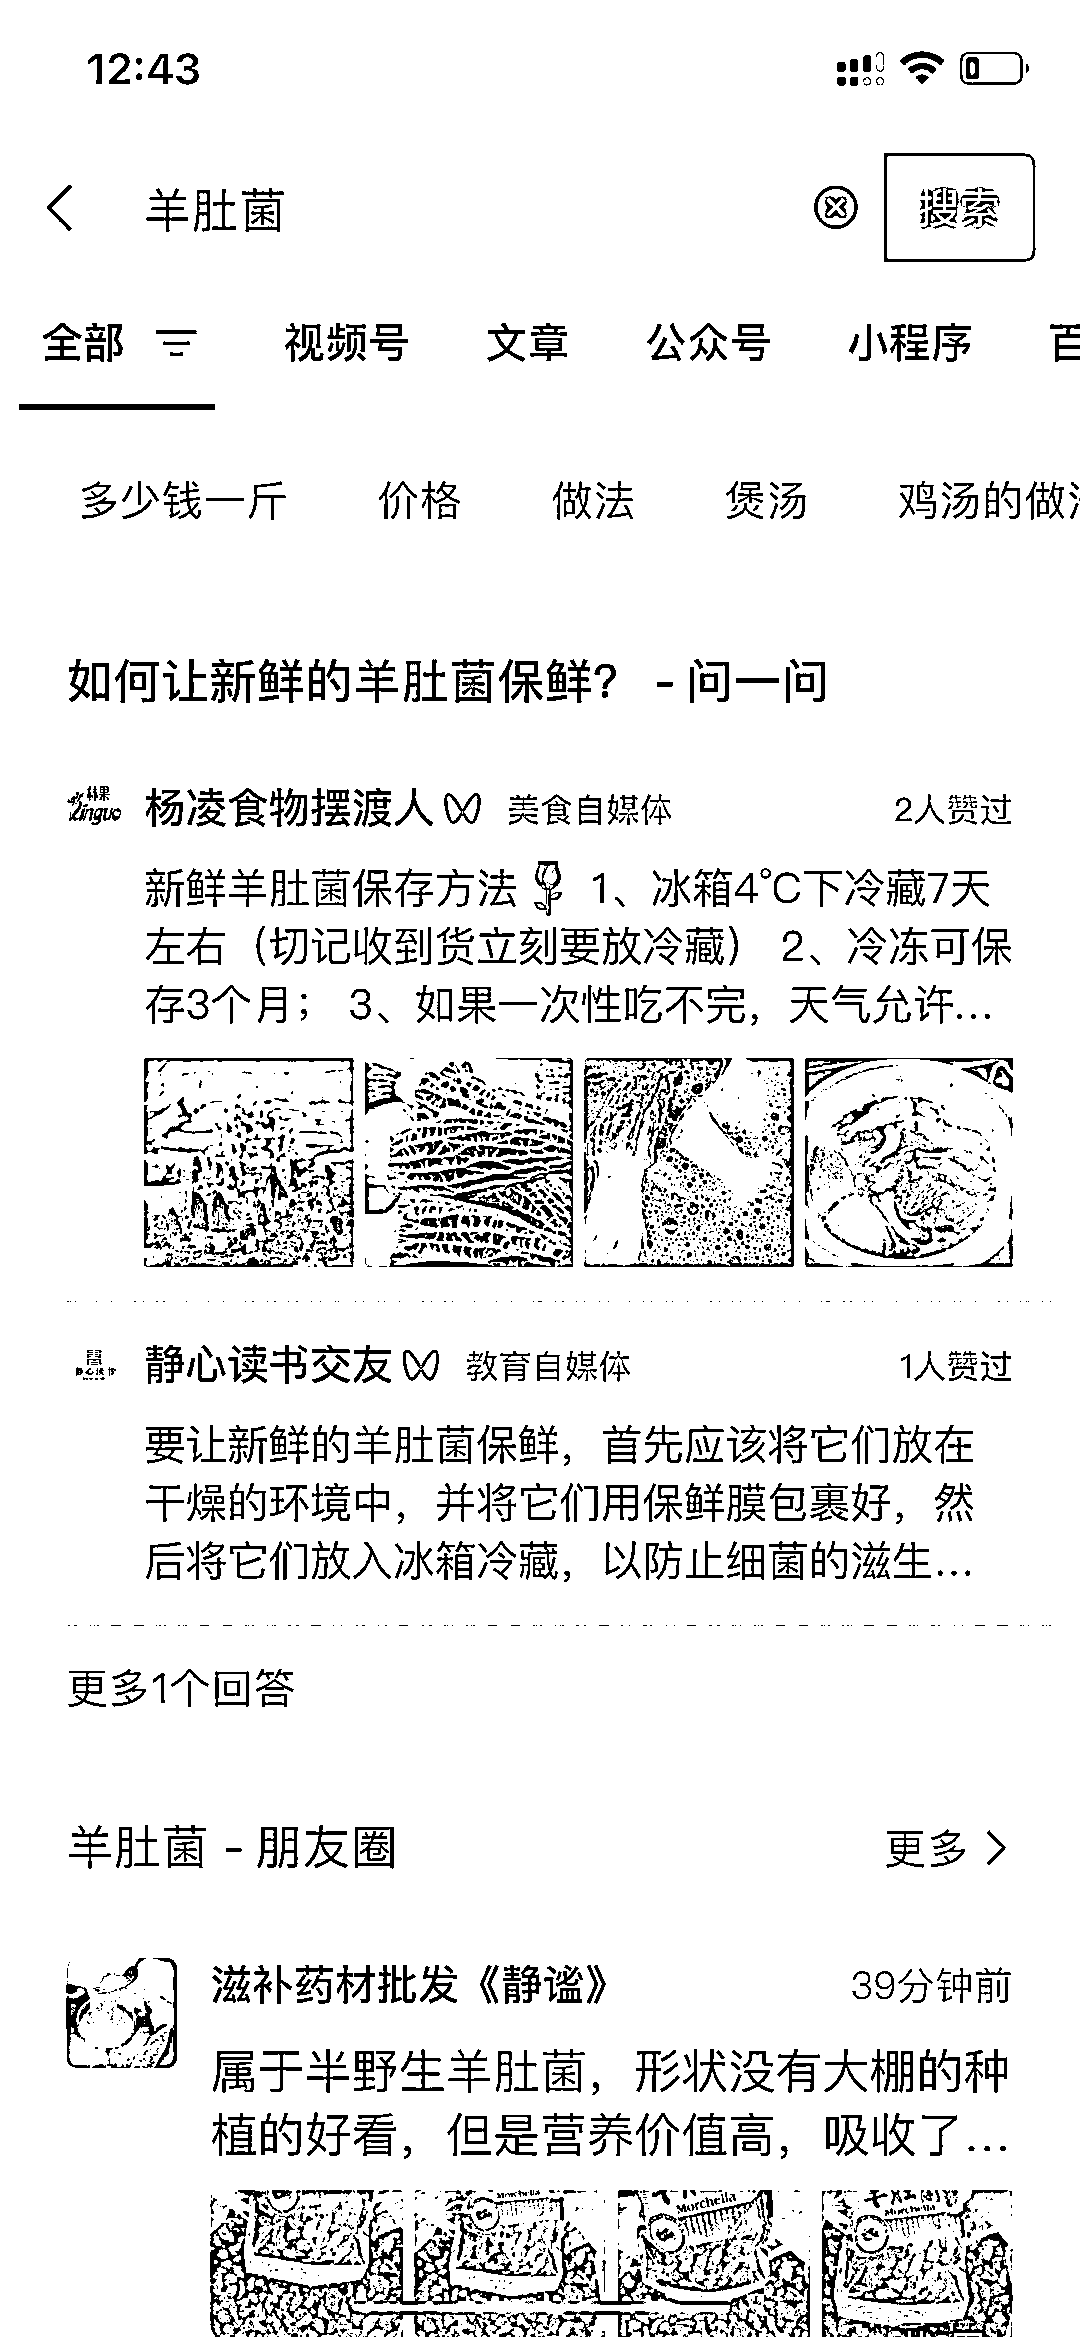 12:43
羊肚菌
搜索
全部 视频号 文章 公众号 小程序 百
多少钱一斤 价格 做法 煲汤 鸡汤的做法
如何让新鲜的羊肚菌保鲜？ - 问一问
林果
Linguo
杨凌食物摆渡人 美食自媒体 2人赞过
新鲜羊肚菌保存方法🌹 1、冰箱4℃下冷藏7天
左右（切记收到货立刻要放冷藏） 2、冷冻可保
存3个月； 3、如果一次性吃不完，天气允许...
静心读书交友 教育自媒体 1人赞过
要让新鲜的羊肚菌保鲜，首先应该将它们放在
干燥的环境中，并将它们用保鲜膜包裹好，然
后将它们放入冰箱冷藏，以防止细菌的滋生...
更多1个回答
羊肚菌 - 朋友圈 更多
滋补药材批发《静谧》 39分钟前
属于半野生羊肚菌，形状没有大棚的种
植的好看，但是营养价值高，吸收了...
Morchella
Morchella
Morchella